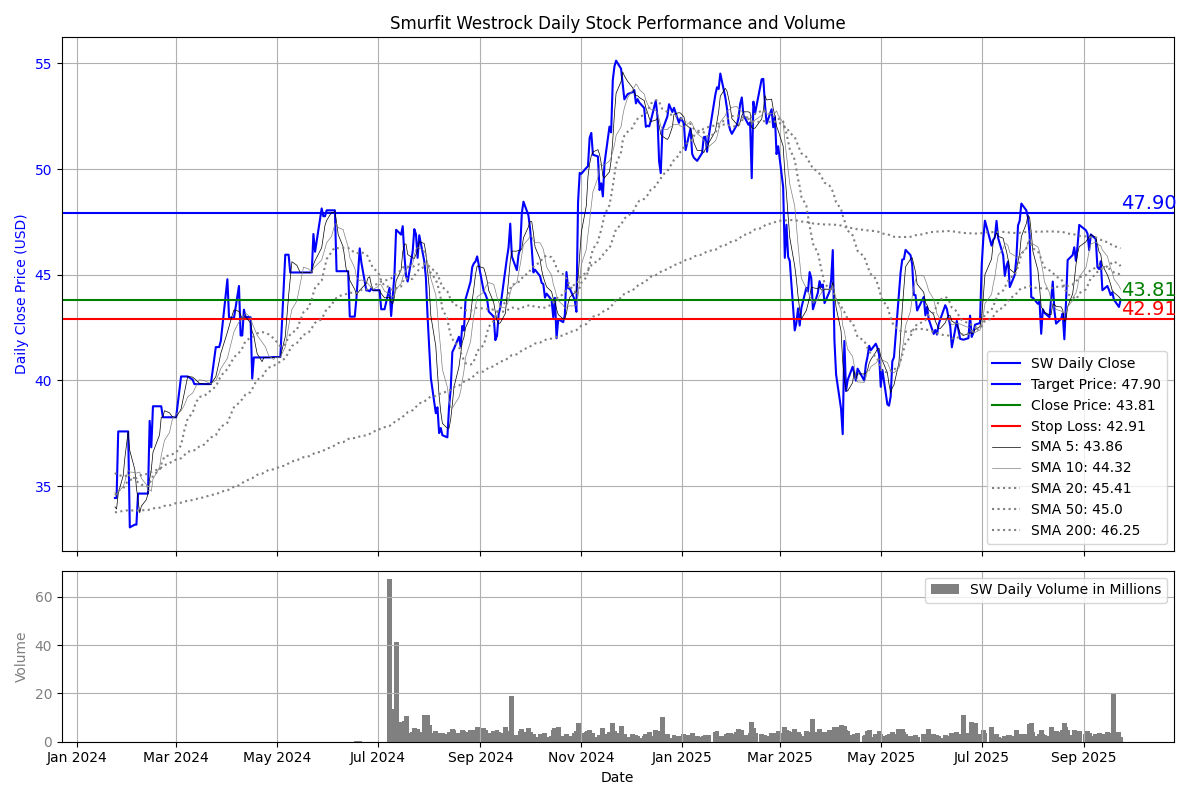 Smurfit Westrock Daily Stock Performance and Volume
Daily Close Price (USD)
55
50
45
40
35
47.90
43.81
42.91
SW Daily Close
Target Price: 47.90
Close Price: 43.81
Stop Loss: 42.91
SMA 5: 43.86
SMA 10: 44.32
SMA 20: 45.41
SMA 50: 45.0
SMA 200: 46.25
Volume
60
40
20
0
SW Daily Volume in Millions
Jan 2024 Mar 2024 May 2024 Jul 2024 Sep 2024 Nov 2024 Jan 2025 Mar 2025 May 2025 Jul 2025 Sep 2025
Date